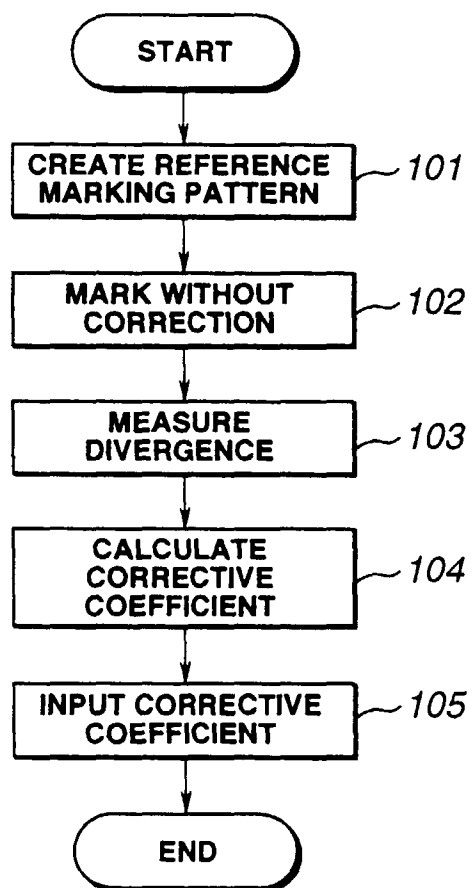 START
CREATE REFERENCE
MARKING PATTERN
101
MARK WITHOUT
CORRECTION
102
MEASURE
DIVERGENCE
103
CALCULATE
CORRECTIVE
COEFFICIENT
104
INPUT CORRECTIVE
COEFFICIENT
105
END